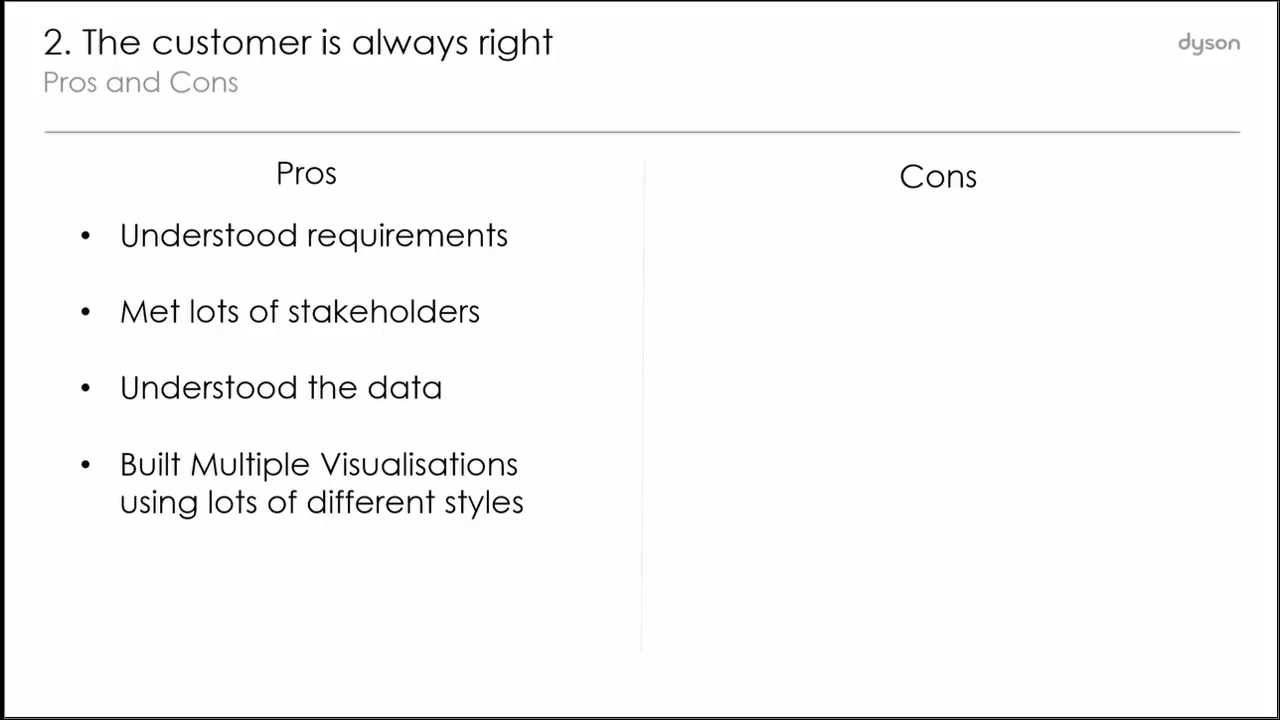 2. The customer is always right
dyson
Pros and Cons
Pros
Cons
• Understood requirements
• Met lots of stakeholders
• Understood the data
• Built Multiple Visualisations
using lots of different styles